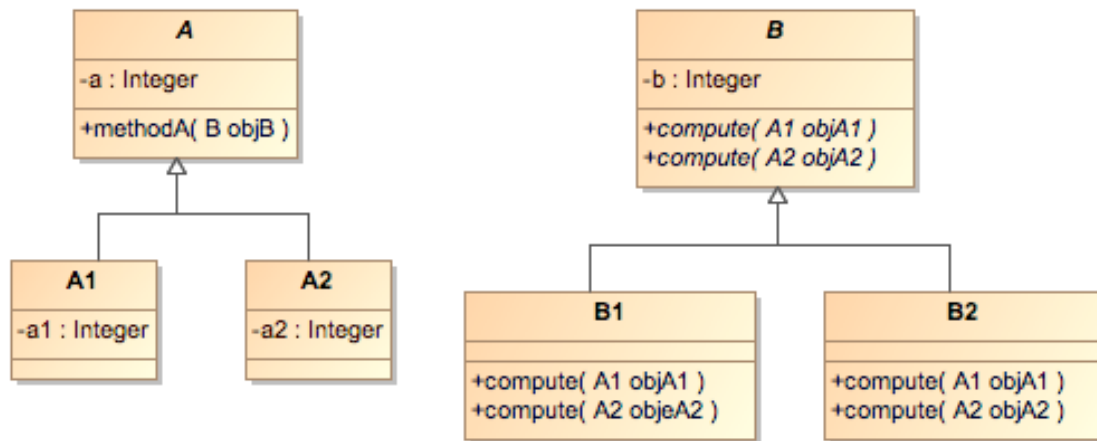 A
-a : Integer
+methodA( B objB )
B
-b : Integer
+compute( A1 objA1 )
+compute( A2 objA2 )
A1
-a1 : Integer
A2
-a2 : Integer
B1
+compute( A1 objA1 )
+compute( A2 objeA2 )
B2
+compute( A1 objA1 )
+compute( A2 objA2 )